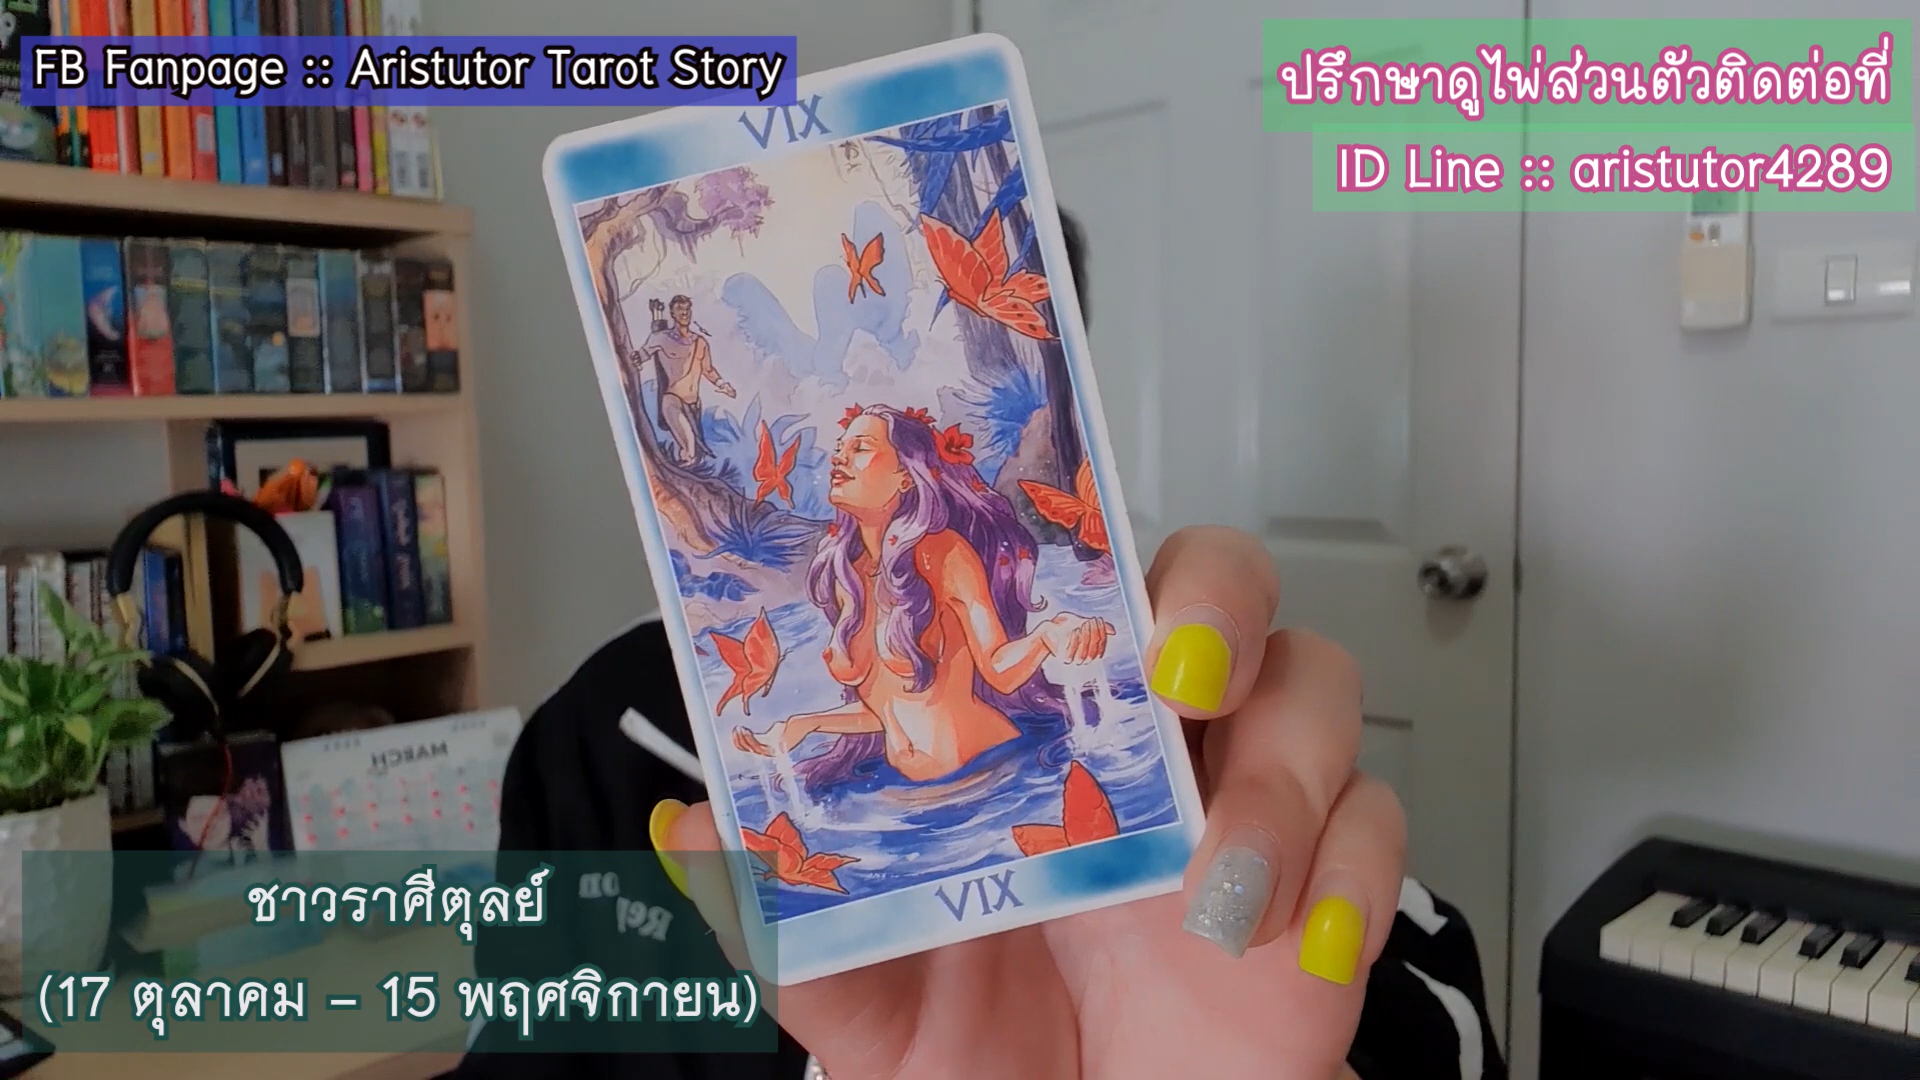 FB Fanpage :: Aristutor Tarot Story
ปรึกษาดูไพ่ส่วนตัวติดต่อที่
ID Line :: aristutor4289
VIX
VIX
MARCH
ชาวราศีตุลย์
(17 ตุลาคม – 15 พฤศจิกายน)